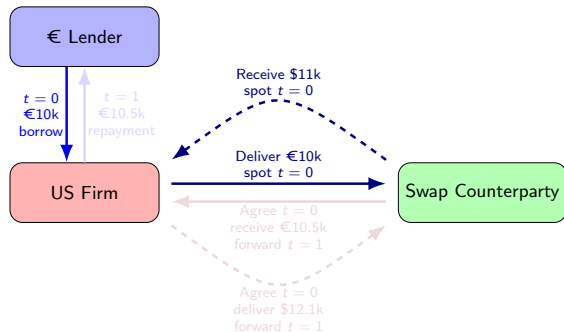 € Lender
t = 0
€10k
borrow
t = 1
€10.5k
repayment
Receive $11k
spot t = 0
US Firm
Deliver €10k
spot t = 0
Swap Counterparty
Agree t = 0
receive €10.5k
forward t = 1
Agree t = 0
deliver $12.1k
forward t = 1